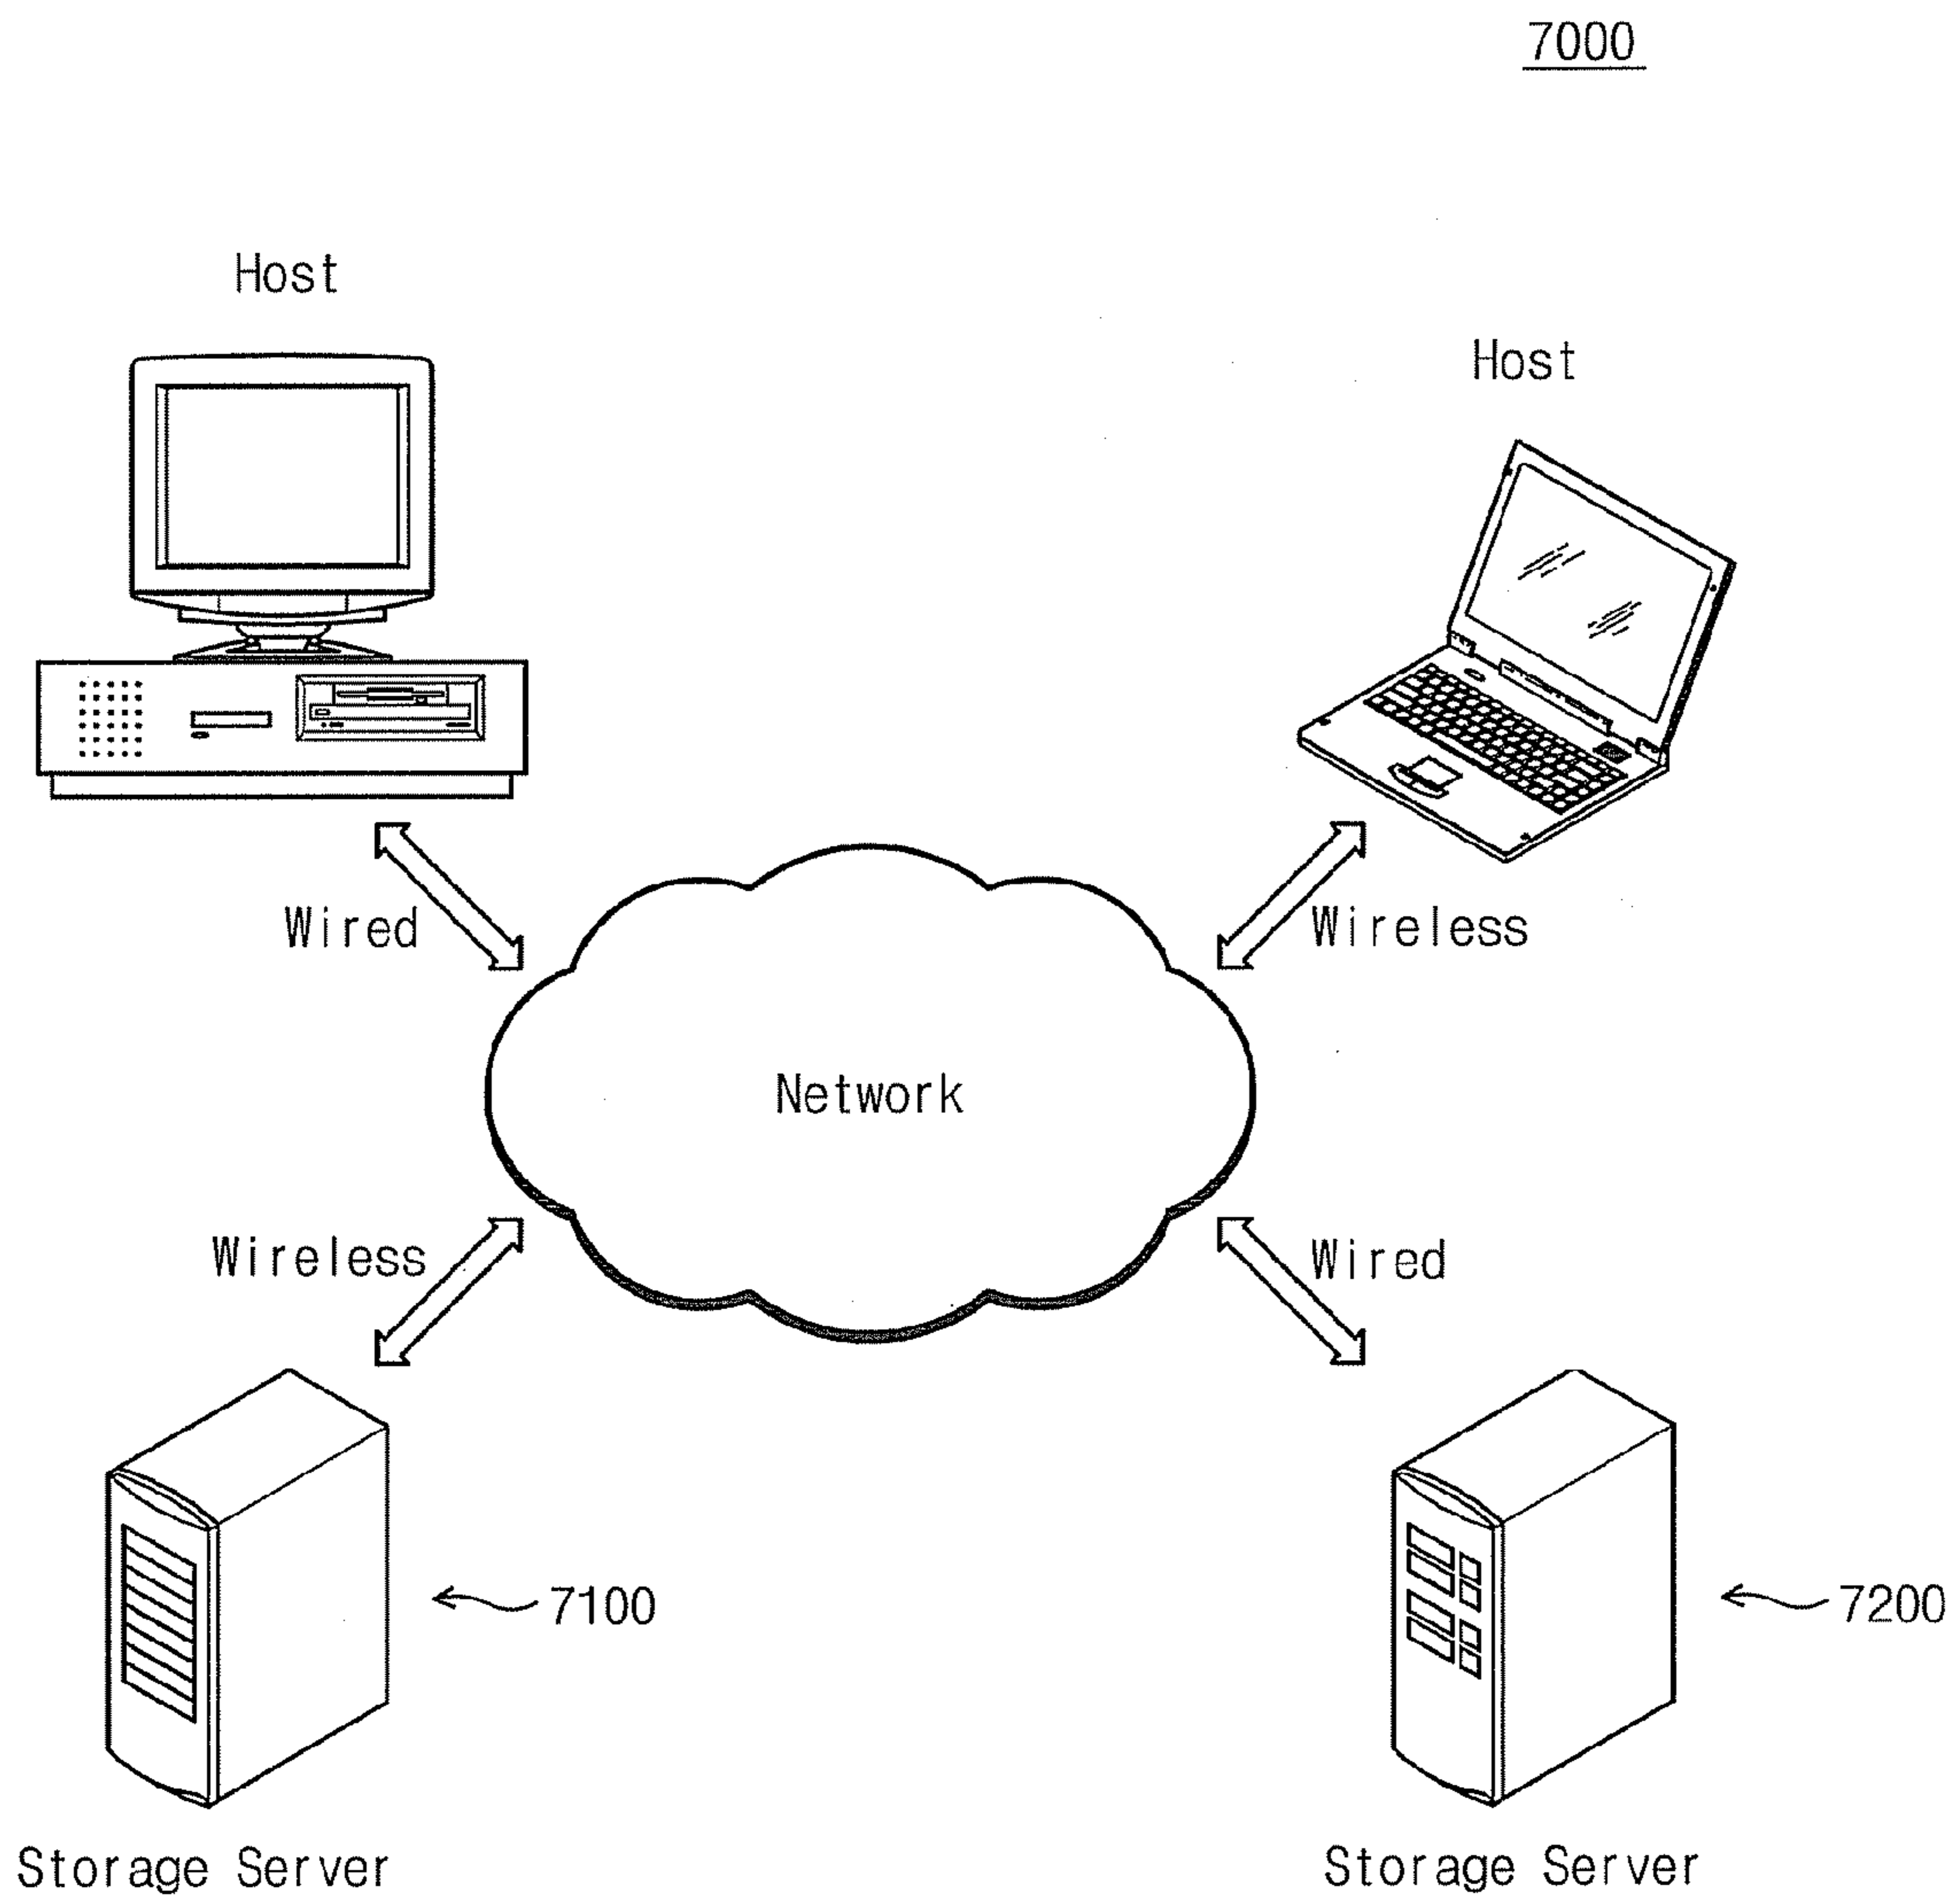 7000
Host
Host
Wired
Wireless
Network
Wireless
Wired
7100
7200
Storage Server
Storage Server